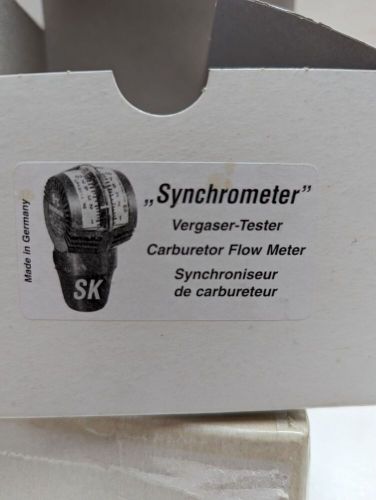 Made in Germany
„Synchrometer”
Vergaser-Tester
Carburetor Flow Meter
Synchroniseur
de carbureteur
SK